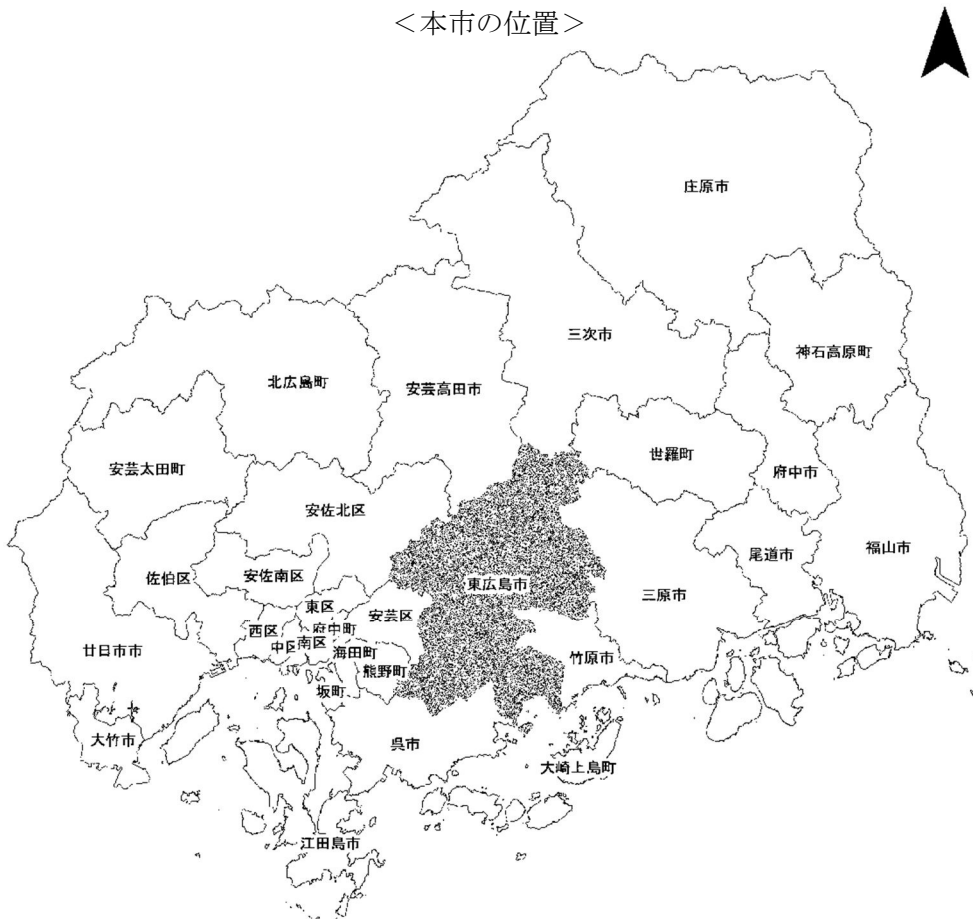 ＜本市の位置＞
庄原市
三次市
神石高原町
北広島町
安芸高田市
世羅町
安芸太田町
府中市
安佐北区
福山市
尾道市
佐伯区
安佐南区
東広島市
三原市
東区
安芸区
西区
府中町
中区
南区
海田町
廿日市市
竹原市
熊野町
坂町
大竹市
呉市
大崎上島町
江田島市